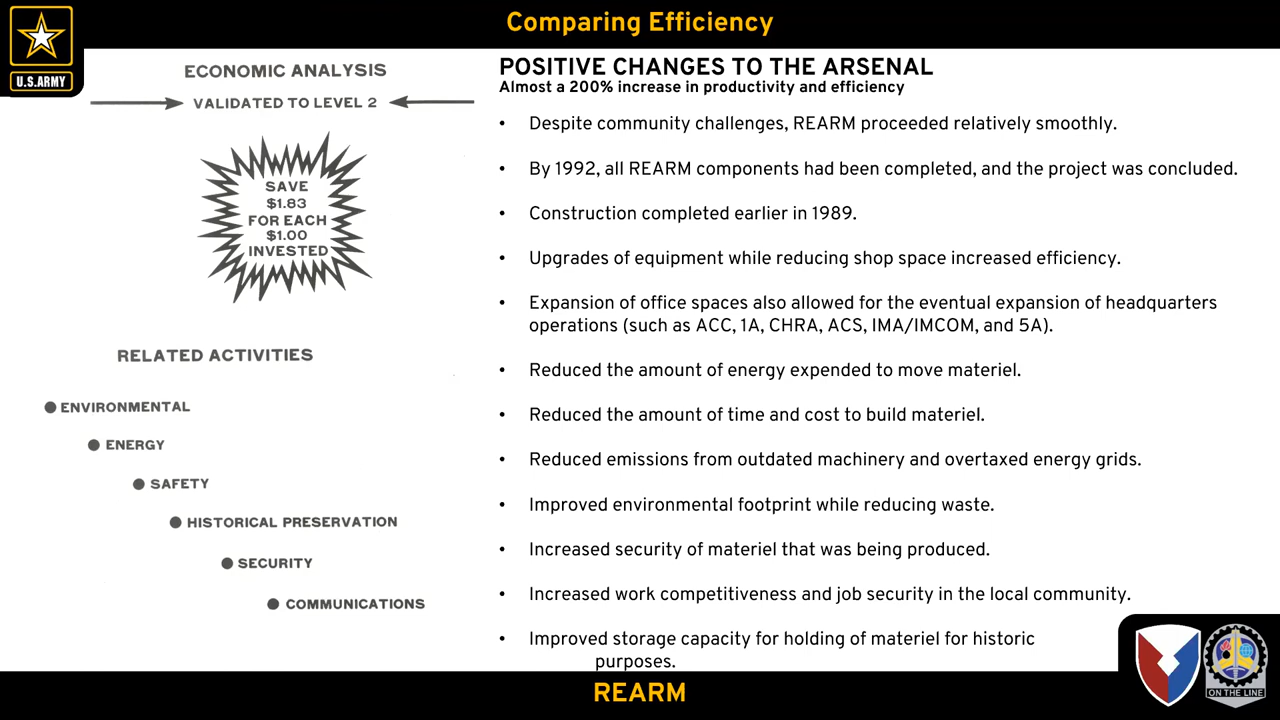 Comparing Efficiency
U.S.ARMY
ECONOMIC ANALYSIS
VALIDATED TO LEVEL 2
SAVE
$1.83
FOR EACH
$1.00
INVESTED
RELATED ACTIVITIES
● ENVIRONMENTAL
● ENERGY
● SAFETY
● HISTORICAL PRESERVATION
● SECURITY
● COMMUNICATIONS
POSITIVE CHANGES TO THE ARSENAL
Almost a 200% increase in productivity and efficiency
• Despite community challenges, REARM proceeded relatively smoothly.
• By 1992, all REARM components had been completed, and the project was concluded.
• Construction completed earlier in 1989.
• Upgrades of equipment while reducing shop space increased efficiency.
• Expansion of office spaces also allowed for the eventual expansion of headquarters
operations (such as ACC, 1A, CHRA, ACS, IMA/IMCOM, and 5A).
• Reduced the amount of energy expended to move materiel.
• Reduced the amount of time and cost to build materiel.
• Reduced emissions from outdated machinery and overtaxed energy grids.
• Improved environmental footprint while reducing waste.
• Increased security of materiel that was being produced.
• Increased work competitiveness and job security in the local community.
• Improved storage capacity for holding of materiel for historic
purposes.
ON THE LINE
REARM